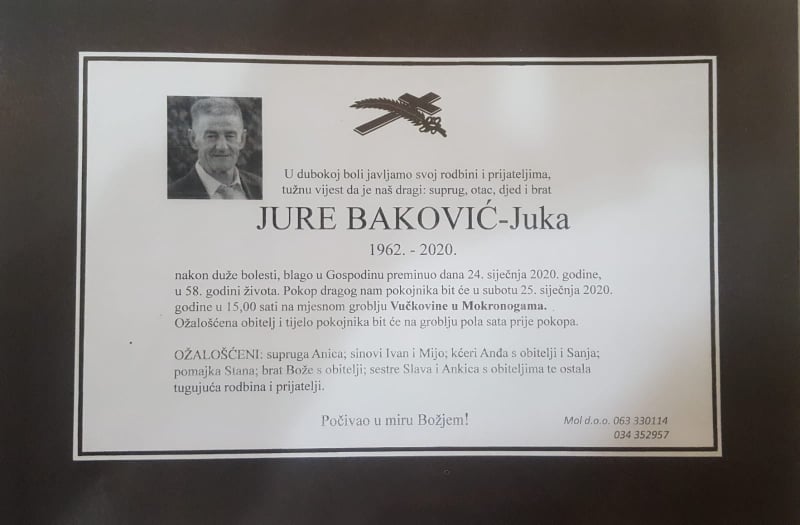 U dubokoj boli javljamo svoj rodbini i prijateljima,
tužnu vijest da je naš dragi: suprug, otac, djed i brat
JURE BAKOVIĆ-Juka
1962. - 2020.
nakon duže bolesti, blago u Gospodinu preminuo dana 24. siječnja 2020. godine,
u 58. godini života. Pokop dragog nam pokojnika bit će u subotu 25. siječnja 2020.
godine u 15,00 sati na mjesnom groblju Vučkovine u Mokronogama.
Ožalošćena obitelj i tijelo pokojnika bit će na groblju pola sata prije pokopa.
OŽALOŠĆENI: supruga Anica; sinovi Ivan i Mijo; kćeri Anđa s obitelji i Sanja;
pomajka Stana; brat Bože s obitelji; sestre Slava i Ankica s obiteljima te ostala
tugujuća rodbina i prijatelji.
Počivao u miru Božjem!
Mol d.o.o. 063 330114
034 352957